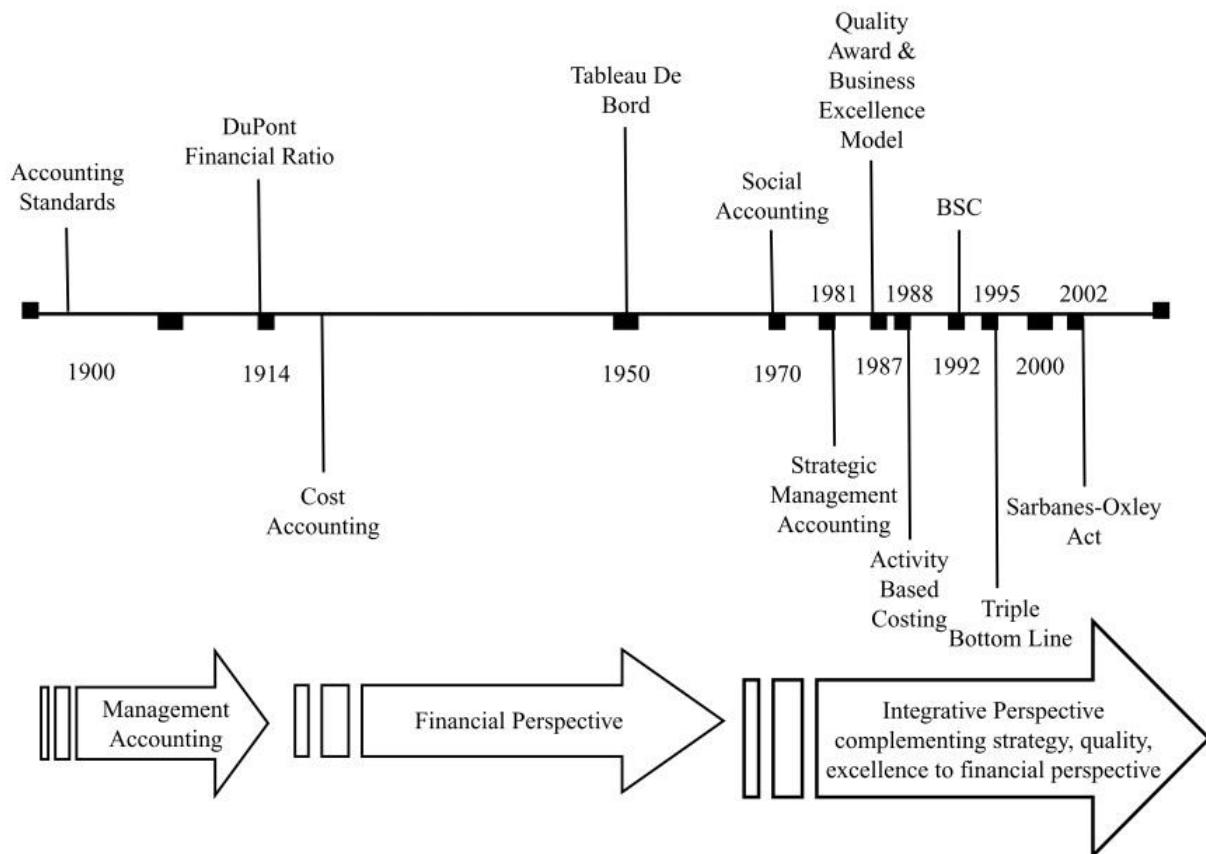 Quality
Award &
Business
Excellence
Model
Tableau De
Bord
DuPont
Financial Ratio
Accounting
Standards
Social
Accounting
BSC
1981
1988
1995
2002
1900
1914
1950
1970
1987
1992
2000
Cost
Accounting
Strategic
Management
Accounting
Activity
Based
Costing
Triple
Bottom Line
Sarbanes-Oxley
Act
Management
Accounting
Financial Perspective
Integrative Perspective
complementing strategy, quality,
excellence to financial perspective